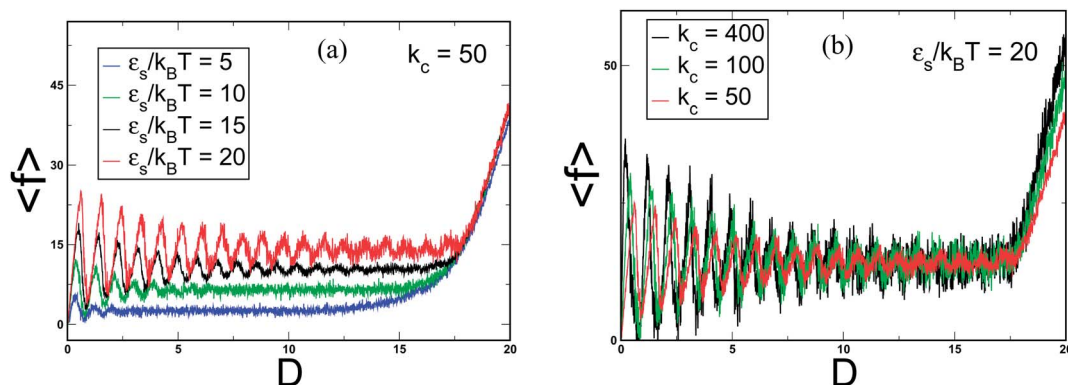 (a)
k_c = 50
ε_s/k_BT = 5
ε_s/k_BT = 10
ε_s/k_BT = 15
ε_s/k_BT = 20
45
30
15
0
<f>
0 5 10 15 20
D
(b)
ε_s/k_BT = 20
k_c = 400
k_c = 100
k_c = 50
50
0
<f>
0 5 10 15 20
D